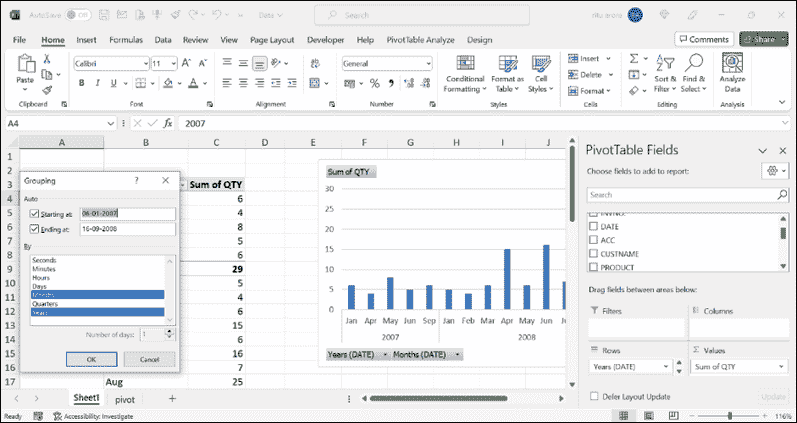 AutoSave Off Date Search ritu arora
File Home Insert Formulas Data Review View Page Layout Developer Help PivotTable Analyze Design Comments Share
Paste Calibri 11 General Conditional Formatting Format as Table Cell Styles Insert Delete Format Sort & Filter Find & Select Analyze Data
Clipboard Font Alignment Number Styles Cells Editing Analysis
A4 fx 2007
A B C D E F G H I J
1
2
3 Sum of QTY
4 6
5 4
6 8
7 5
8 6
9 29
10 5
11 4
12 6
13 15
14 6
15 16
16 7
17 Aug 25
Grouping ? ×
Auto
Starting at: 06-01-2007
Ending at: 16-09-2008
By
Seconds
Minutes
Hours
Days
Months
Quarters
Years
Number of days: 1
OK Cancel
Sum of QTY
30
25
20
15
10
5
0
Jan Apr May Jun Sep Jan Feb Mar Apr May Jun
2007 2008
Years (DATE) Months (DATE)
PivotTable Fields
Choose fields to add to report:
Search
DATE
ACC
CUSTNAME
PRODUCT
Drag fields between areas below:
Filters Columns
Rows Values
Years (DATE) Sum of QTY
Defer Layout Update Update
Sheet1 pivot
Ready Accessibility: Investigate 116%